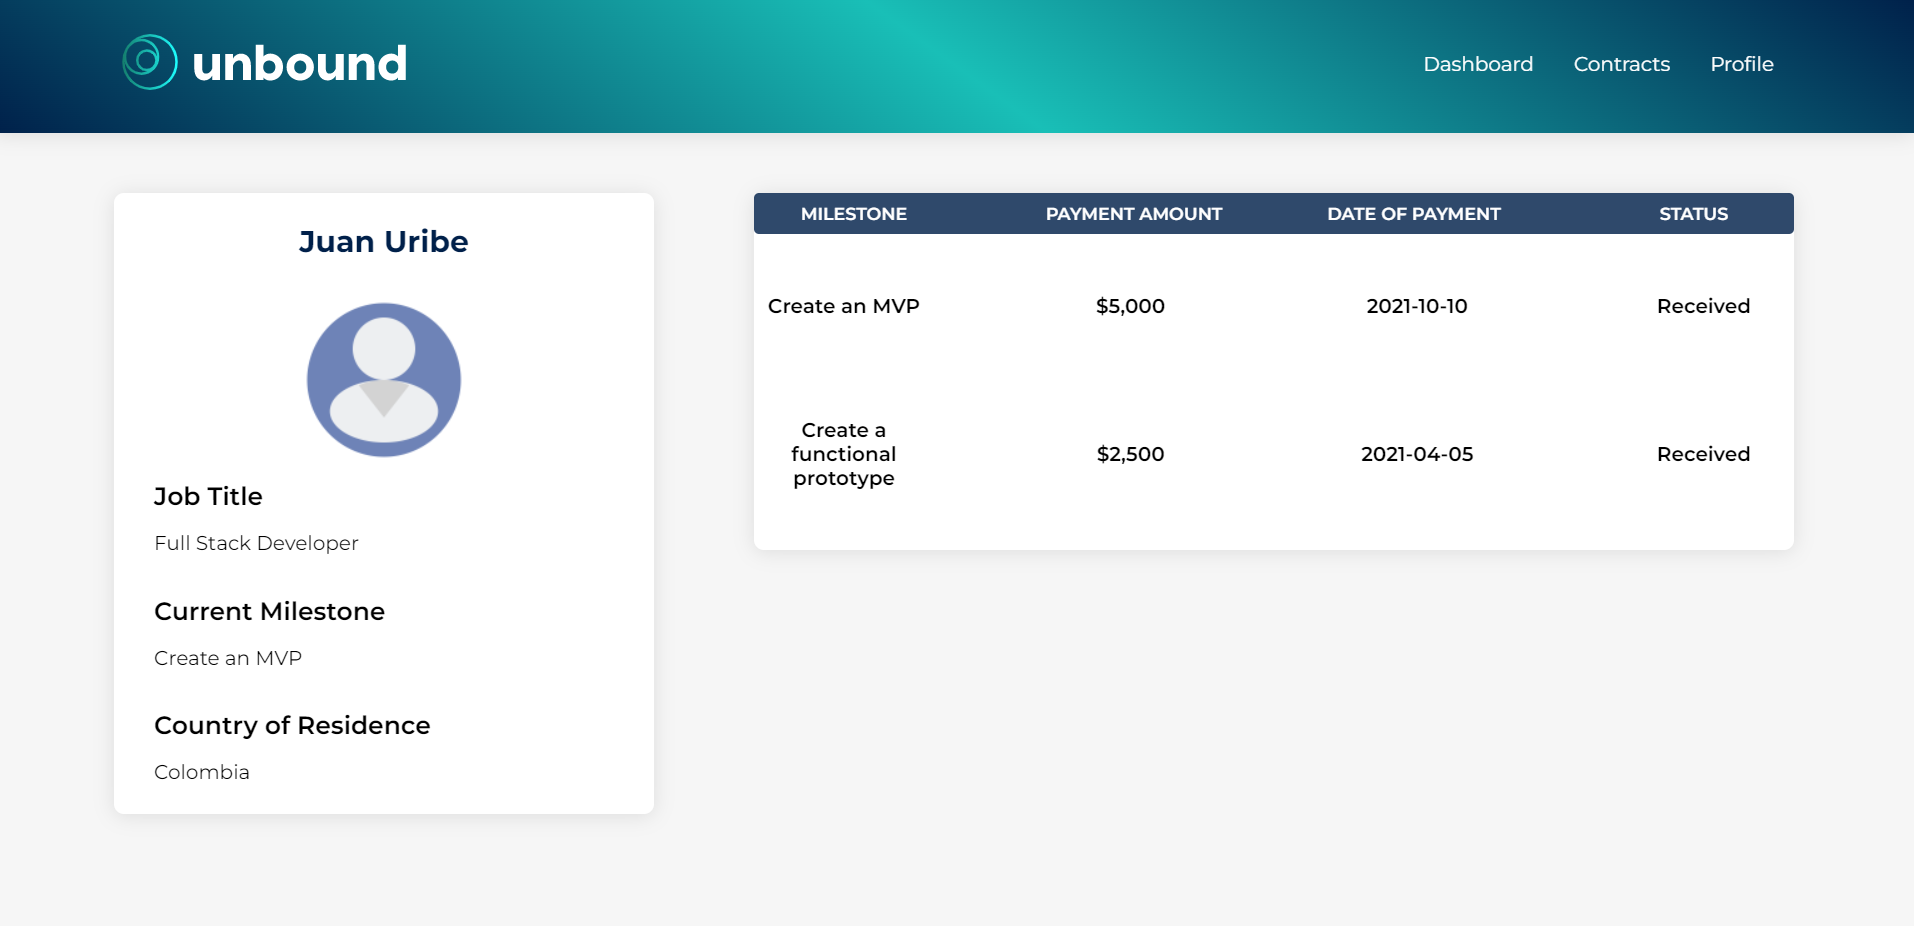 unbound
Dashboard Contracts Profile
Juan Uribe
Job Title
Full Stack Developer
Current Milestone
Create an MVP
Country of Residence
Colombia
MILESTONE PAYMENT AMOUNT DATE OF PAYMENT STATUS
Create an MVP $5,000 2021-10-10 Received
Create a
functional
prototype
$2,500 2021-04-05 Received